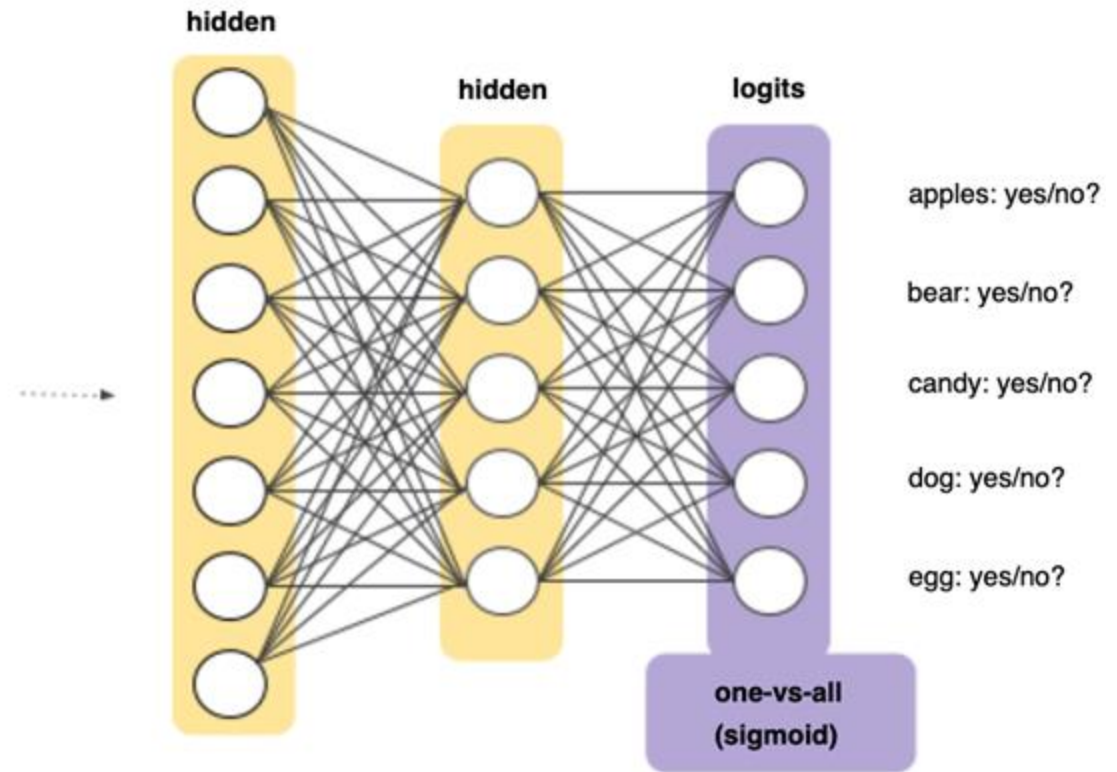 hidden
hidden
logits
apples: yes/no?
bear: yes/no?
candy: yes/no?
dog: yes/no?
egg: yes/no?
one-vs-all
(sigmoid)